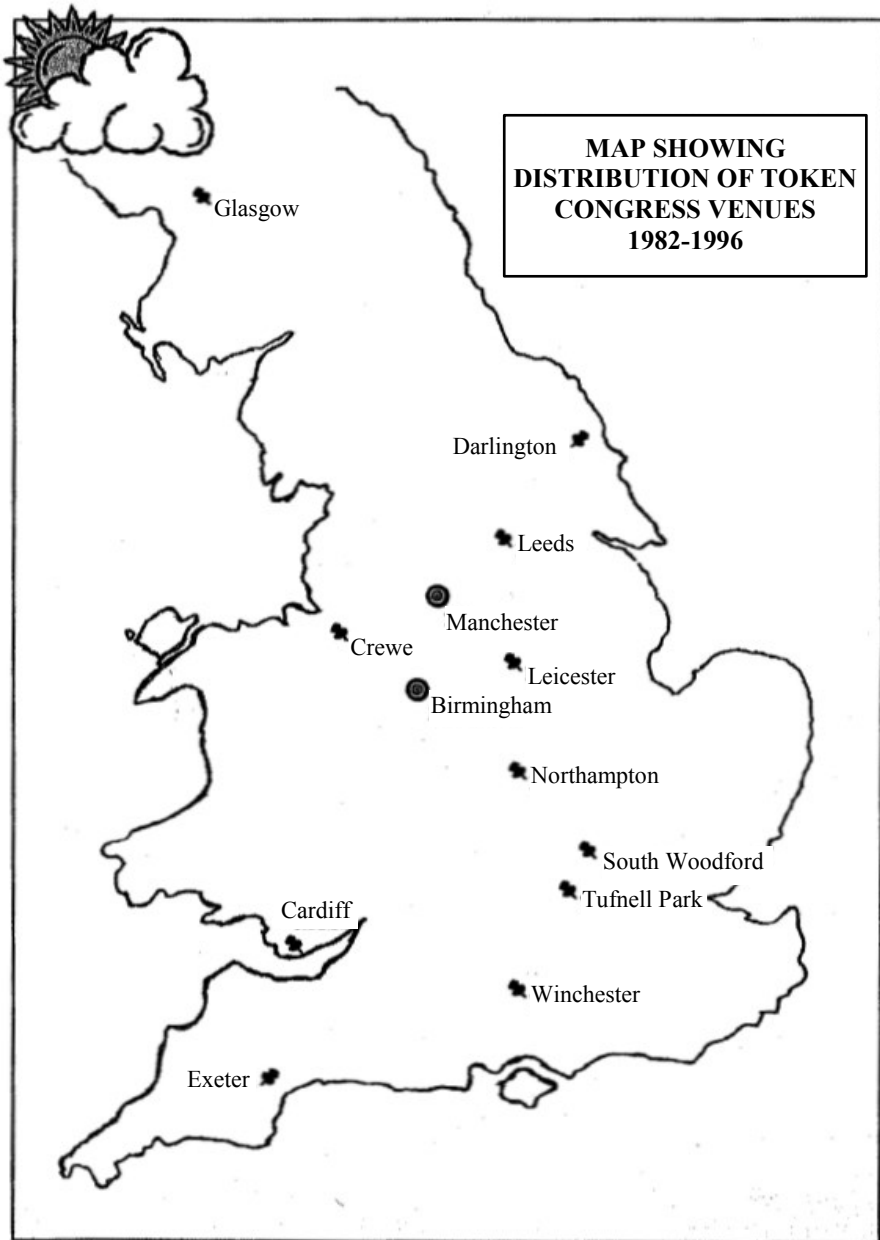 MAP SHOWING
DISTRIBUTION OF TOKEN
CONGRESS VENUES
1982-1996
Glasgow
Darlington
Leeds
Manchester
Crewe
Leicester
Birmingham
Northampton
South Woodford
Tufnell Park
Cardiff
Winchester
Exeter